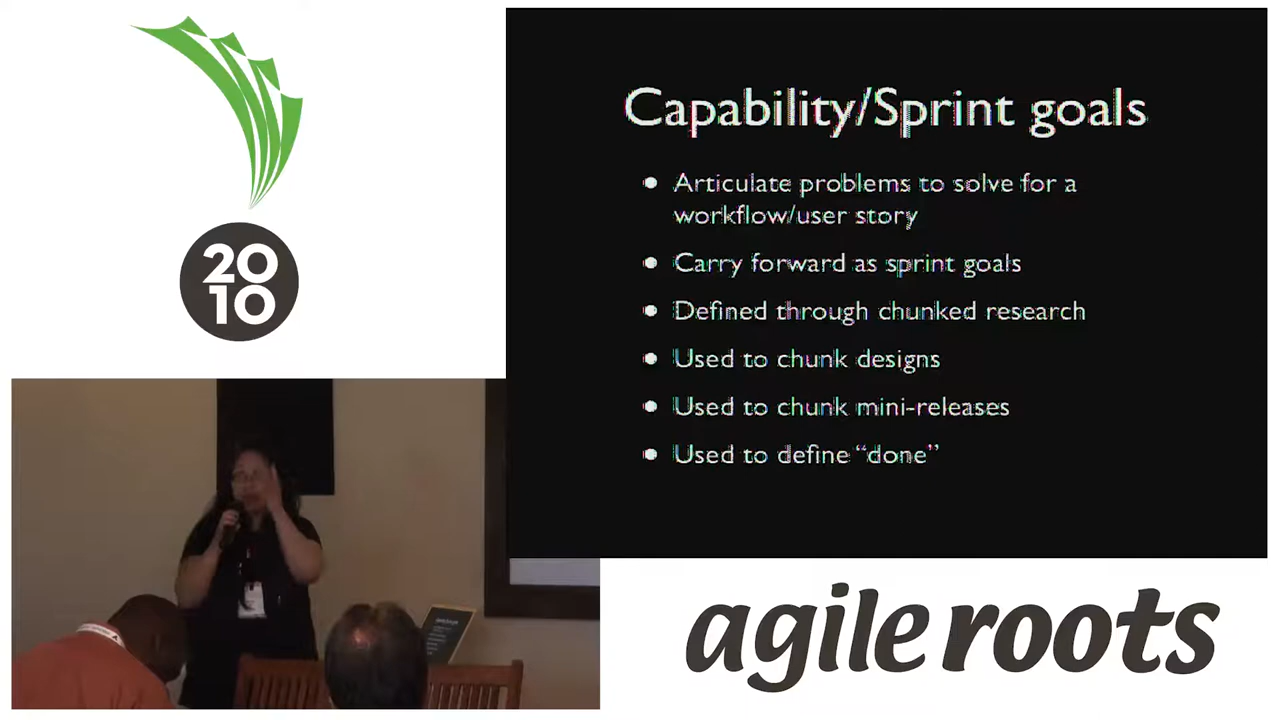 20
10
Capability/Sprint goals
Articulate problems to solve for a
workflow/user story
Carry forward as sprint goals
Defined through chunked research
Used to chunk designs
Used to chunk mini-releases
Used to define “done”
agile roots